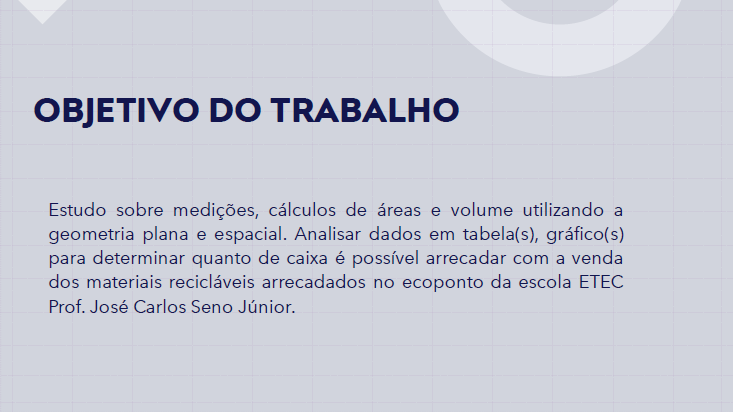 OBJETIVO DO TRABALHO
Estudo sobre medições, cálculos de áreas e volume utilizando a
geometria plana e espacial. Analisar dados em tabela(s), gráfico(s)
para determinar quanto de caixa é possível arrecadar com a venda
dos materiais recicláveis arrecadados no ecoponto da escola ETEC
Prof. José Carlos Seno Júnior.